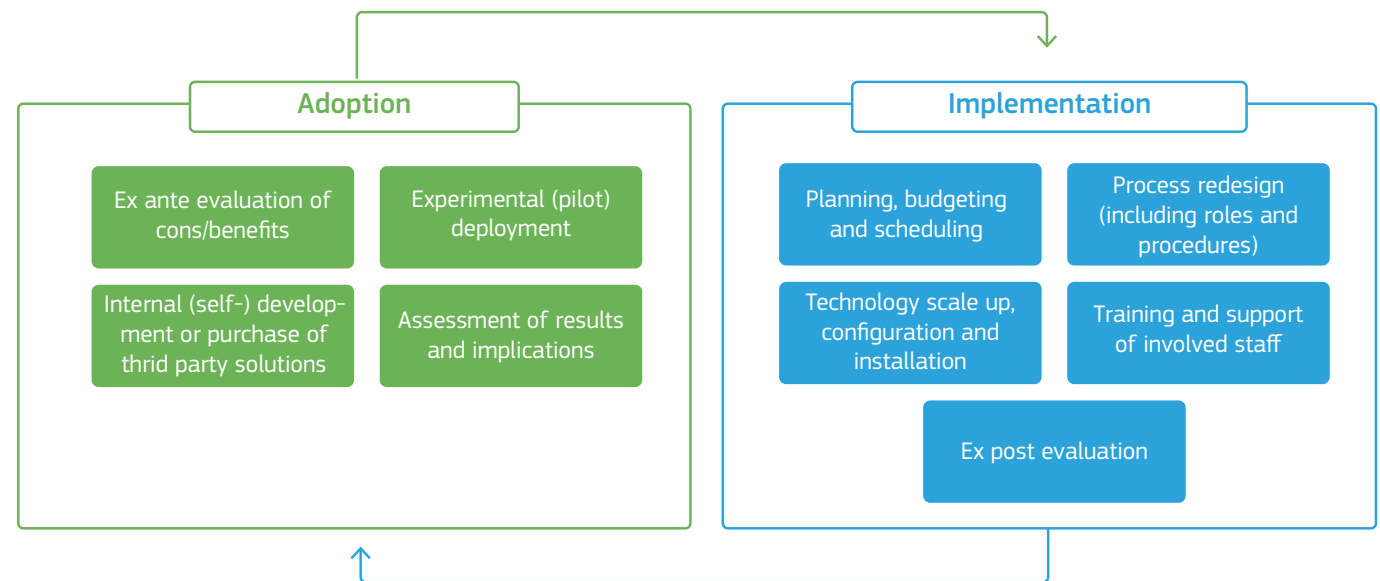 Adoption
Ex ante evaluation of
cons/benefits
Experimental (pilot)
deployment
Internal (self-) develop-
ment or purchase of
thrid party solutions
Assessment of results
and implications
Implementation
Planning, budgeting
and scheduling
Process redesign
(including roles and
procedures)
Technology scale up,
configuration and
installation
Training and support
of involved staff
Ex post evaluation